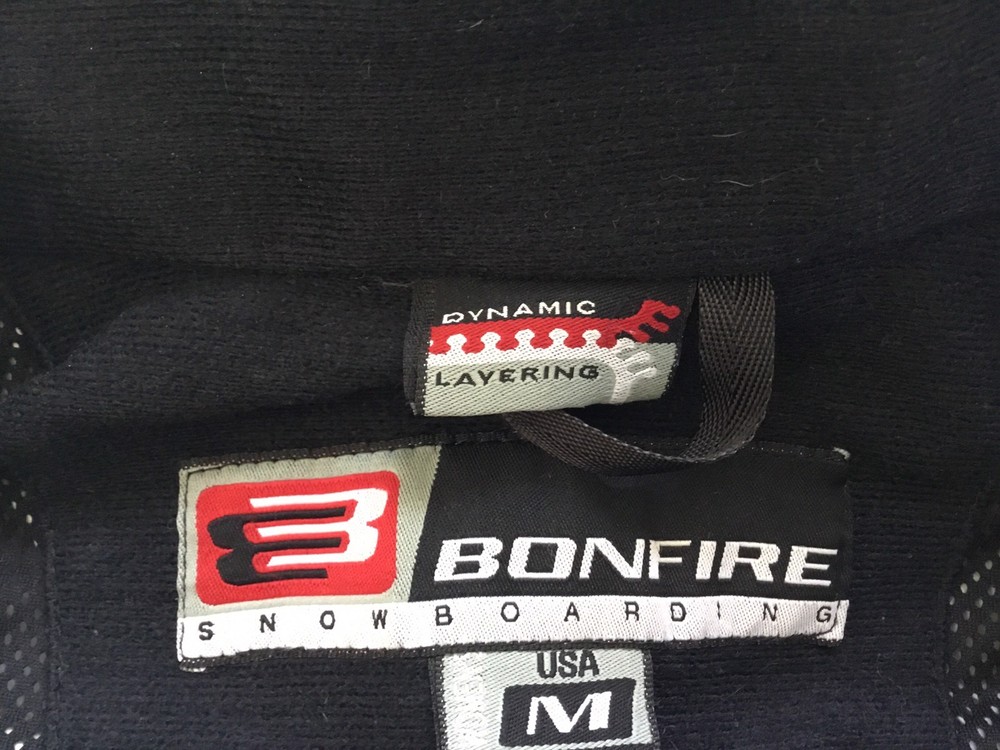 DYNAMIC
LAYERING
BONFIRE
SNOWBOARDING
USA
M